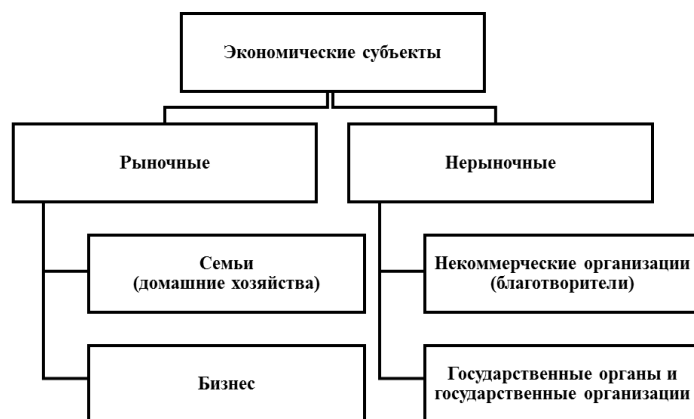 Экономические субъекты
Рыночные
Нерыночные
Семьи
(домашние хозяйства)
Некоммерческие организации
(благотворители)
Бизнес
Государственные органы и
государственные организации